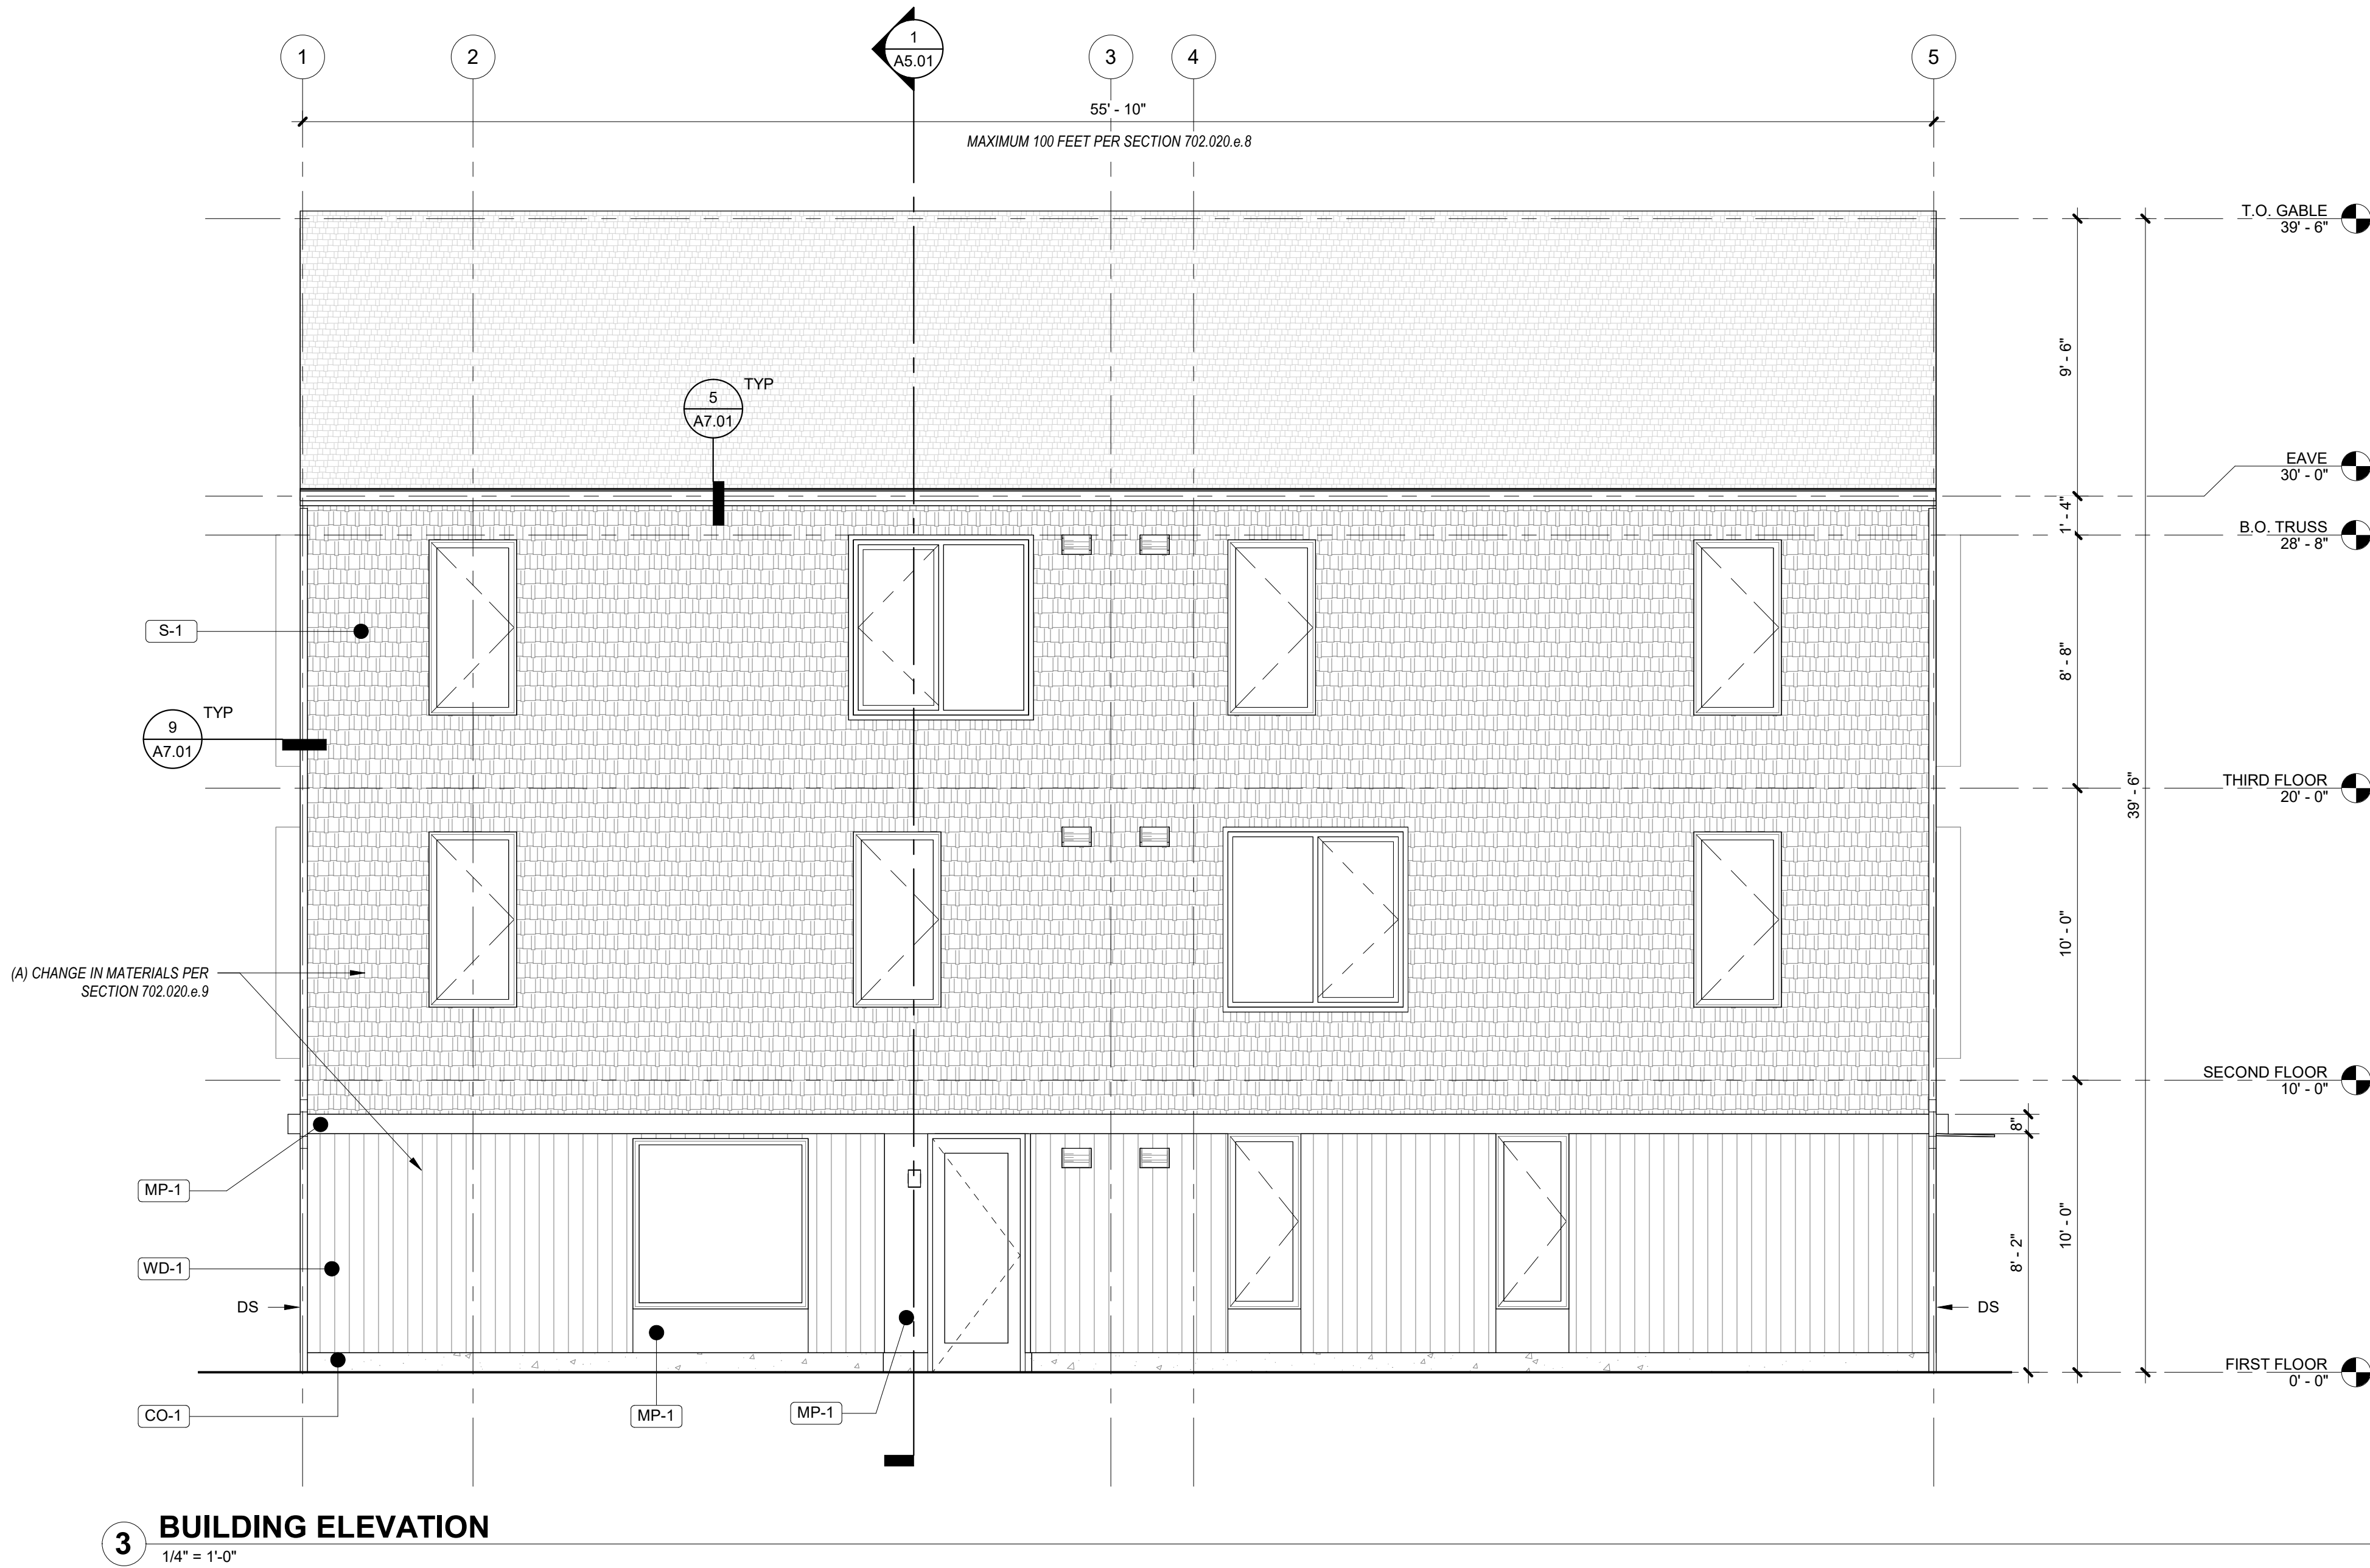 1
2
1
A5.01
3
4
5
55' - 10"
MAXIMUM 100 FEET PER SECTION 702.020.e.8
T.O. GABLE
39' - 6"
9' - 6"
5
A7.01
TYP
EAVE
30' - 0"
1' - 4"
B.O. TRUSS
28' - 8"
S-1
8' - 8"
9
A7.01
TYP
THIRD FLOOR
20' - 0"
39' - 6"
10' - 0"
(A) CHANGE IN MATERIALS PER
SECTION 702.020.e.9
SECOND FLOOR
10' - 0"
8"
MP-1
10' - 0"
8' - 2"
WD-1
DS
DS
FIRST FLOOR
0' - 0"
CO-1
MP-1
MP-1
3
BUILDING ELEVATION
1/4" = 1'-0"